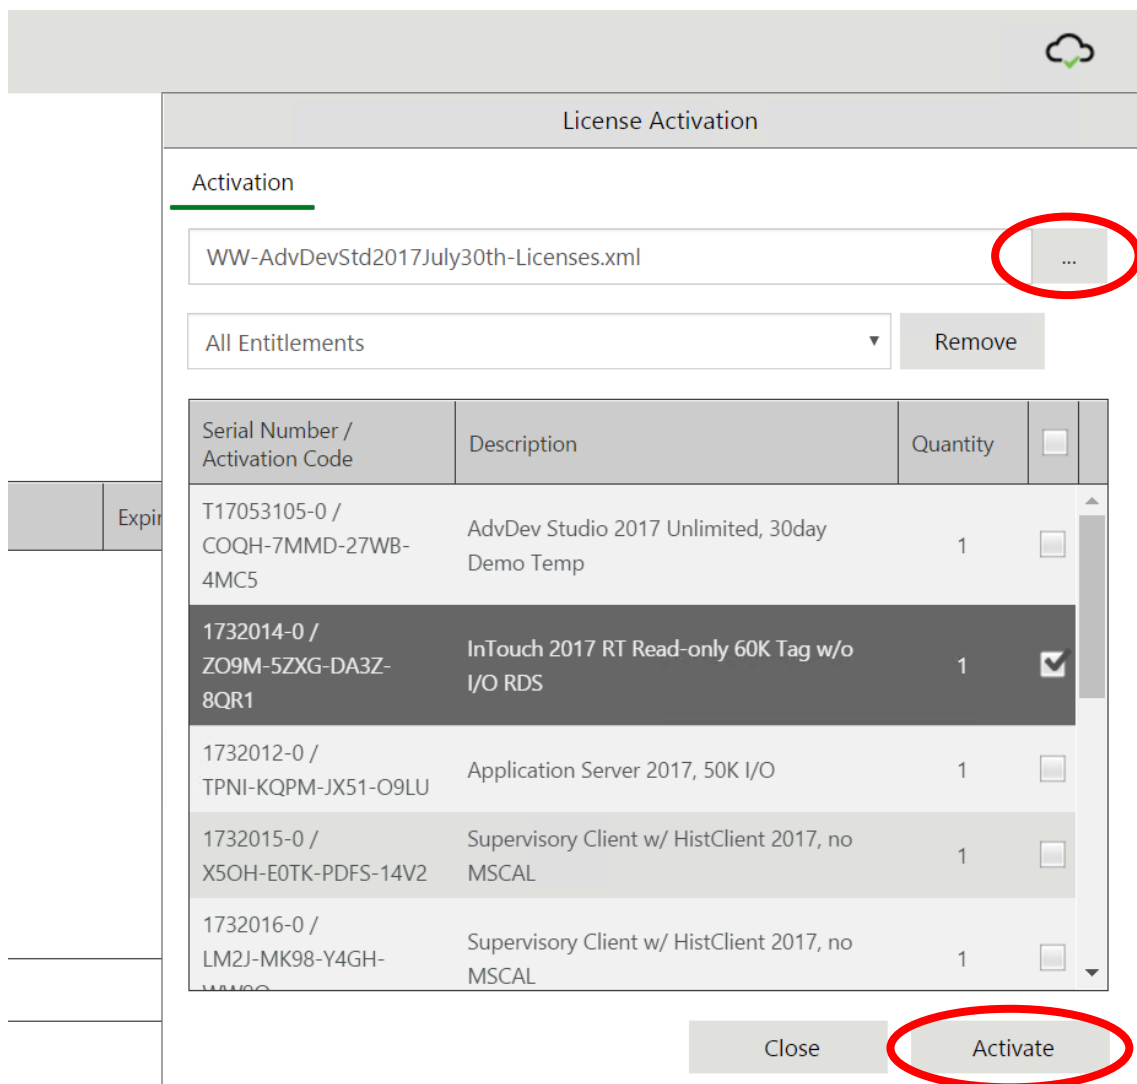 License Activation
Activation
WW-AdvDevStd2017July30th-Licenses.xml
...
All Entitlements
Remove
Serial Number /
Activation Code
Description
Quantity
Expir
T17053105-0 /
COQH-7MMD-27WB-
4MC5
AdvDev Studio 2017 Unlimited, 30day
Demo Temp
1
1732014-0 /
ZO9M-5ZXG-DA3Z-
8QR1
InTouch 2017 RT Read-only 60K Tag w/o
I/O RDS
1
1732012-0 /
TPNI-KQPM-JX51-O9LU
Application Server 2017, 50K I/O
1
1732015-0 /
X5OH-E0TK-PDFS-14V2
Supervisory Client w/ HistClient 2017, no
MSCAL
1
1732016-0 /
LM2J-MK98-Y4GH-
Supervisory Client w/ HistClient 2017, no
MSCAL
1
Close
Activate